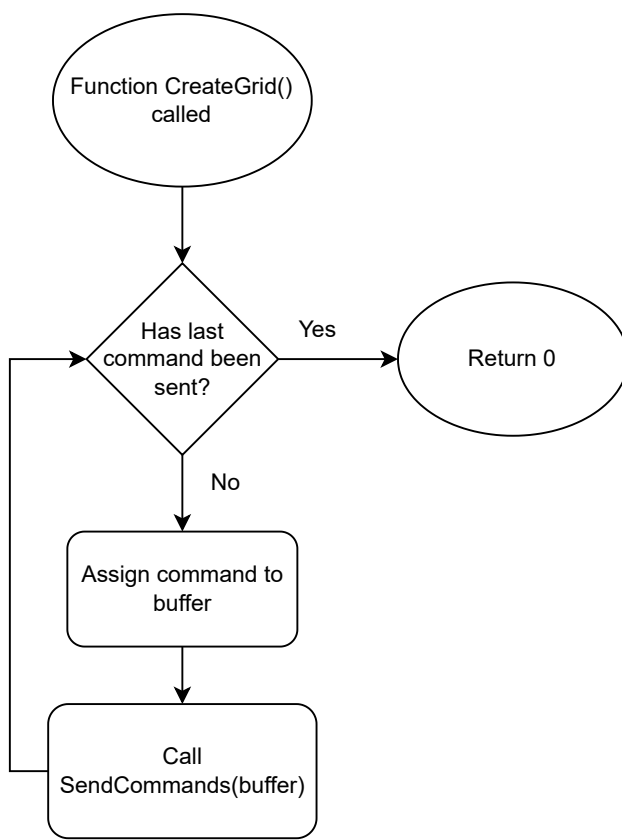 Function CreateGrid()
called
Has last
command been
sent?
Yes
Return 0
No
Assign command to
buffer
Call
SendCommands(buffer)